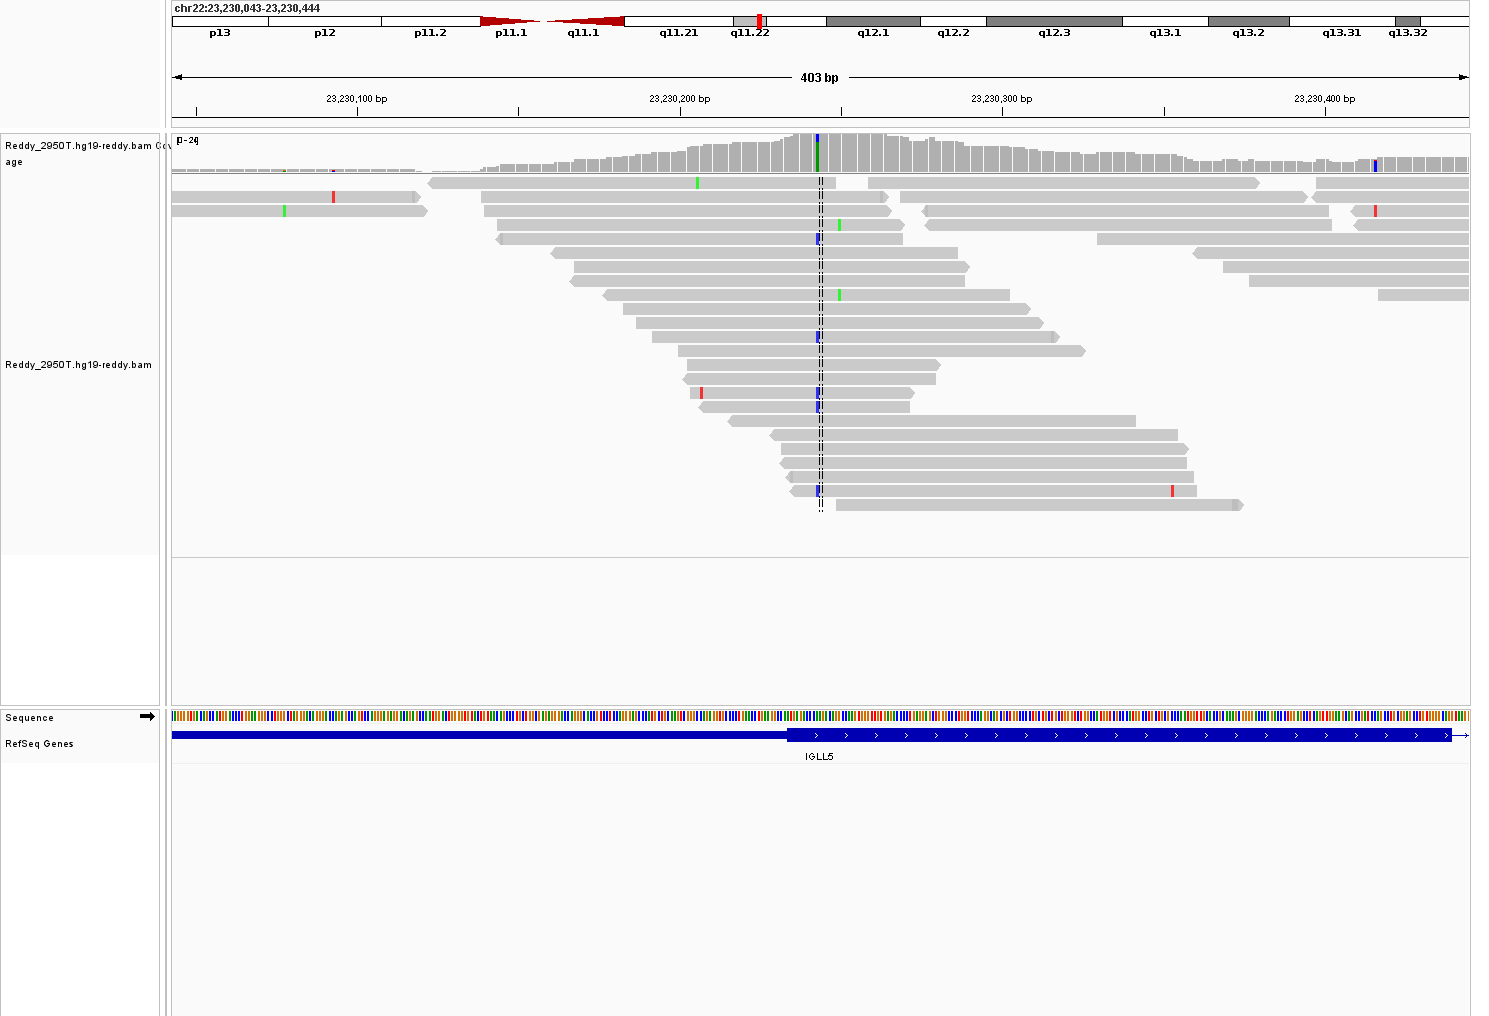 chr22:23,230,043-23,230,444
p13 p12 p11.2 p11.1 q11.1 q11.21 q11.22 q12.1 q12.2 q12.3 q13.1 q13.2 q13.31 q13.32
403 bp
23,230,100 bp 23,230,200 bp 23,230,300 bp 23,230,400 bp
Reddy_2950T.hg19-reddy.bam Cov
age
Reddy_2950T.hg19-reddy.bam
Sequence
RefSeq Genes
IGLL5